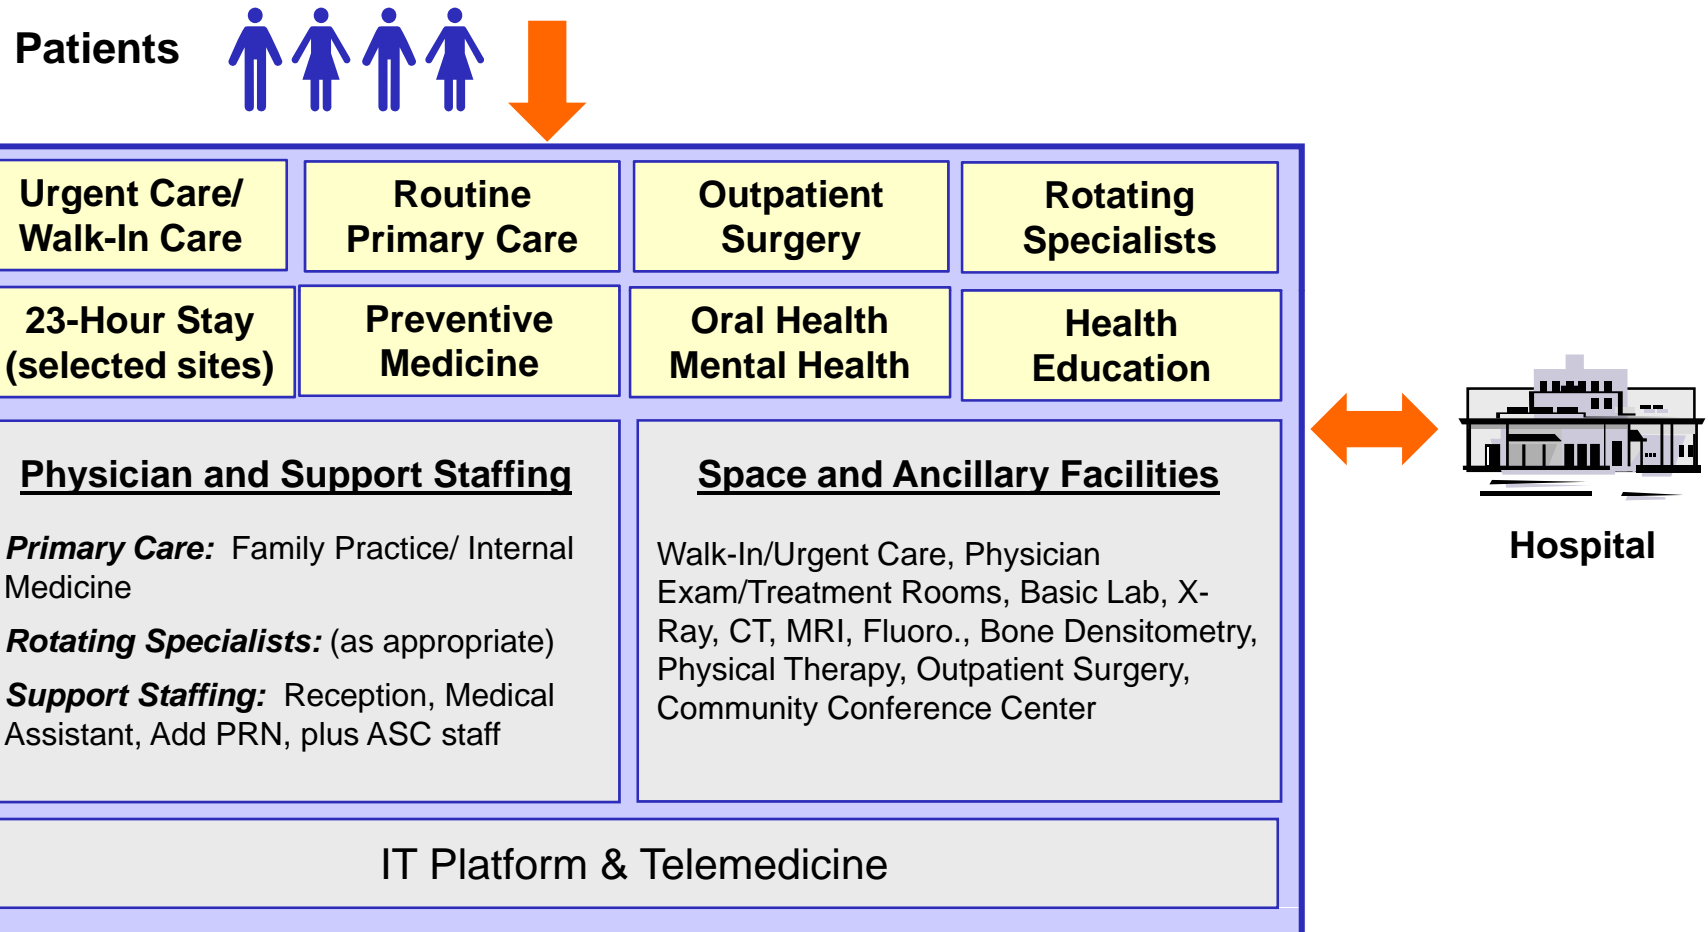 Patients
Urgent Care/
Walk-In Care
Routine
Primary Care
Outpatient
Surgery
Rotating
Specialists
23-Hour Stay
(selected sites)
Preventive
Medicine
Oral Health
Mental Health
Health
Education
Physician and Support Staffing
Primary Care: Family Practice/ Internal
Medicine
Rotating Specialists: (as appropriate)
Support Staffing: Reception, Medical
Assistant, Add PRN, plus ASC staff
Space and Ancillary Facilities
Walk-In/Urgent Care, Physician
Exam/Treatment Rooms, Basic Lab, X-
Ray, CT, MRI, Fluoro., Bone Densitometry,
Physical Therapy, Outpatient Surgery,
Community Conference Center
Hospital
IT Platform & Telemedicine